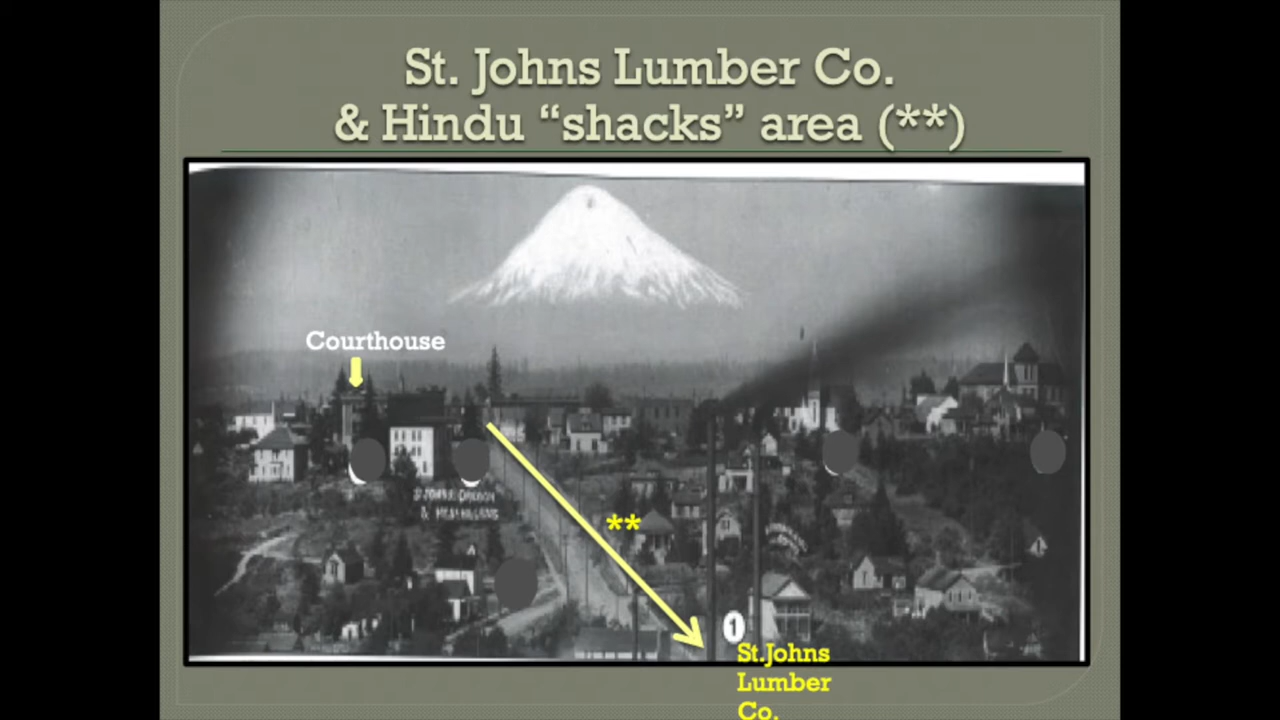 St. Johns Lumber Co.
& Hindu “shacks” area (**)
Courthouse
**
1
St.Johns
Lumber
Co.